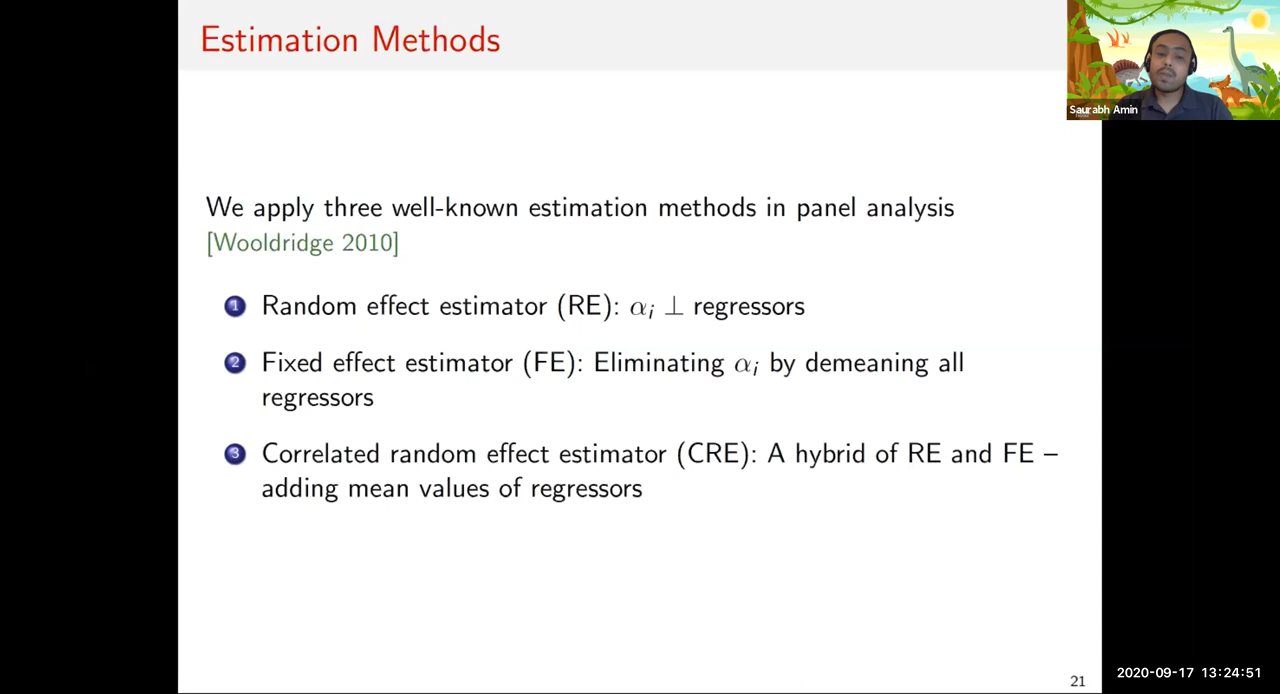 Estimation Methods
Saurabh Amin
We apply three well-known estimation methods in panel analysis
[Wooldridge 2010]
1 Random effect estimator (RE): αᵢ ⊥ regressors
2 Fixed effect estimator (FE): Eliminating αᵢ by demeaning all
regressors
3 Correlated random effect estimator (CRE): A hybrid of RE and FE –
adding mean values of regressors
21
2020-09-17 13:24:51